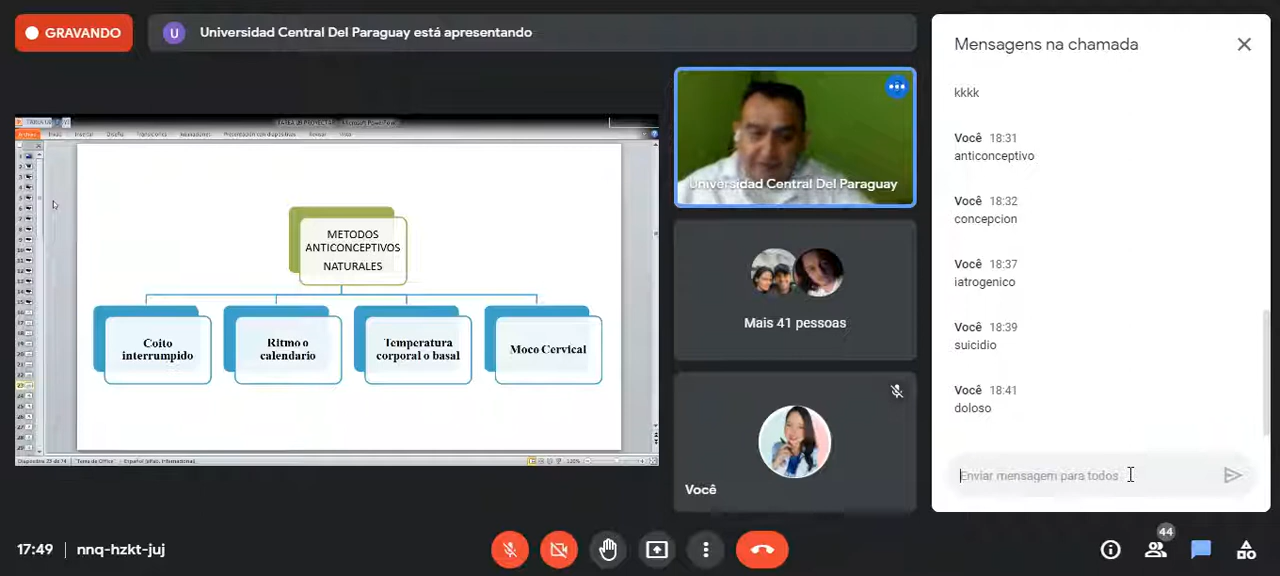 GRAVANDO
U
Universidad Central Del Paraguay está apresentando
METODOS
ANTICONCEPTIVOS
NATURALES
Coito
interrumpido
Ritmo o
calendario
Temperatura
corporal o basal
Moco Cervical
Universidad Central Del Paraguay
Mais 41 pessoas
Você
Mensagens na chamada
kkkk
Você 18:31
anticonceptivo
Você 18:32
concepcion
Você 18:37
iatrogenico
Você 18:39
suicidio
Você 18:41
doloso
Enviar mensagem para todos
17:49 | nnq-hzkt-juj
44